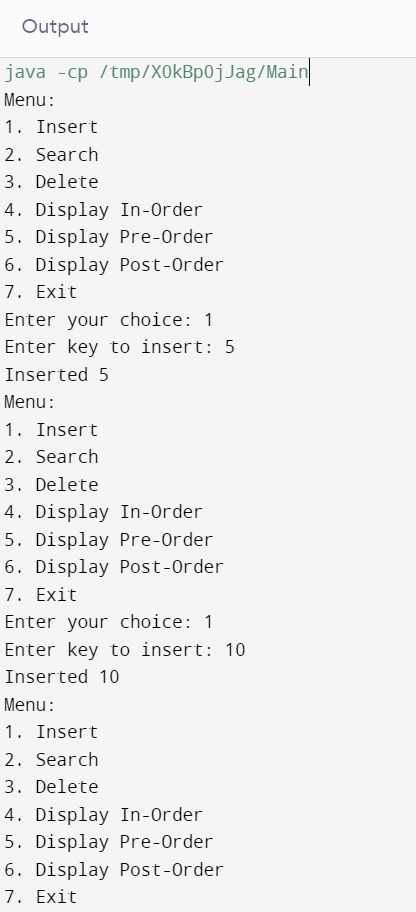 Output
java -cp /tmp/X0kBpOjJag/Main
Menu:
1. Insert
2. Search
3. Delete
4. Display In-Order
5. Display Pre-Order
6. Display Post-Order
7. Exit
Enter your choice: 1
Enter key to insert: 5
Inserted 5
Menu:
1. Insert
2. Search
3. Delete
4. Display In-Order
5. Display Pre-Order
6. Display Post-Order
7. Exit
Enter your choice: 1
Enter key to insert: 10
Inserted 10
Menu:
1. Insert
2. Search
3. Delete
4. Display In-Order
5. Display Pre-Order
6. Display Post-Order
7. Exit